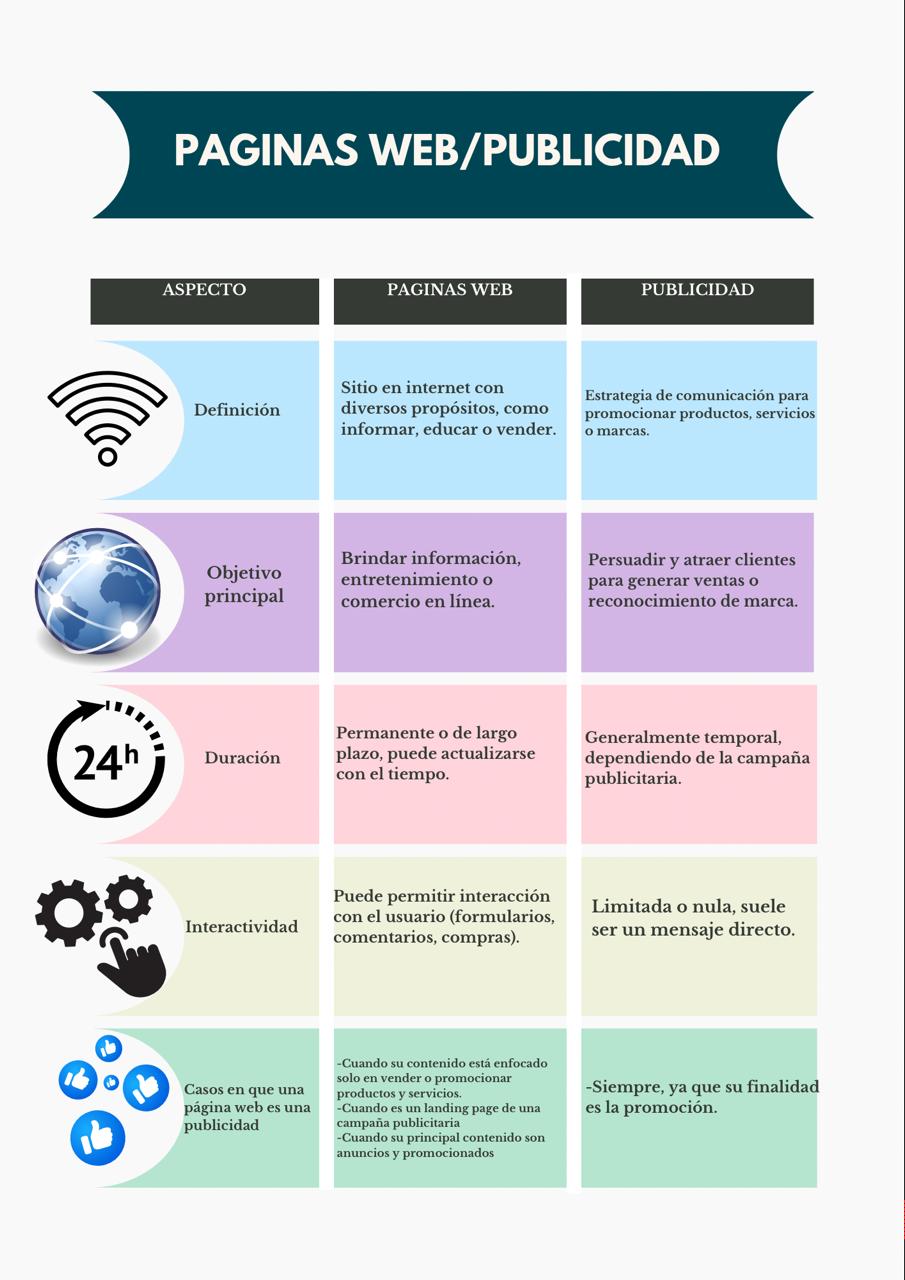 PAGINAS WEB/PUBLICIDAD
ASPECTO
PAGINAS WEB
PUBLICIDAD
Definición
Sitio en internet con
diversos propósitos, como
informar, educar o vender.
Estrategia de comunicación para
promocionar productos, servicios
o marcas.
Objetivo
principal
Brindar información,
entretenimiento o
comercio en línea.
Persuadir y atraer clientes
para generar ventas o
reconocimiento de marca.
24h
Duración
Permanente o de largo
plazo, puede actualizarse
con el tiempo.
Generalmente temporal,
dependiendo de la campaña
publicitaria.
Interactividad
Puede permitir interacción
con el usuario (formularios,
comentarios, compras).
Limitada o nula, suele
ser un mensaje directo.
Casos en que una
página web es una
publicidad
-Cuando su contenido está enfocado
solo en vender o promocionar
productos y servicios.
-Cuando es un landing page de una
campaña publicitaria
-Cuando su principal contenido son
anuncios y promocionados
-Siempre, ya que su finalidad
es la promoción.